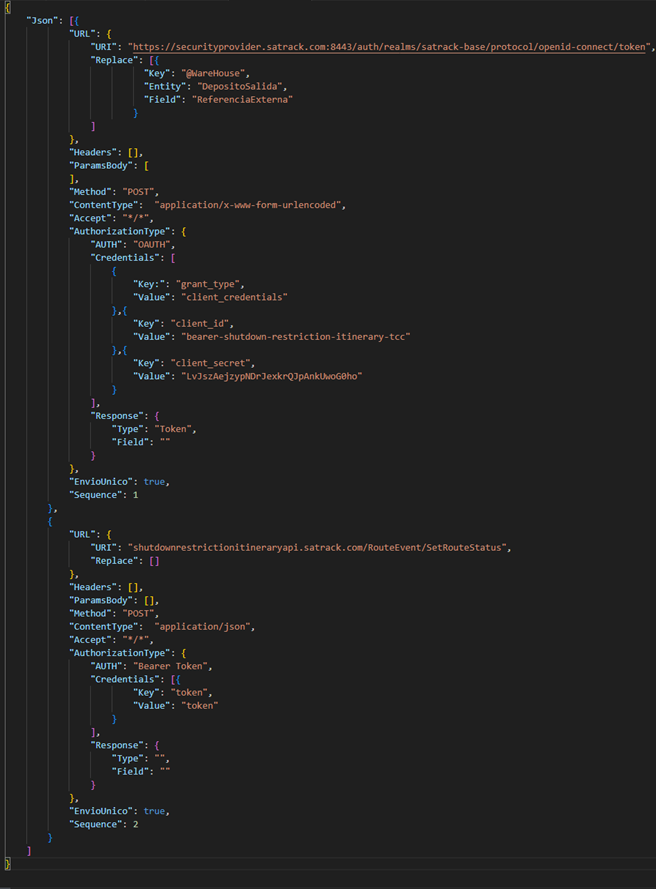 {
"Json": [{
"URL": {
"URI": "https://securityprovider.satrack.com:8443/auth/realms/satrack-base/protocol/openid-connect/token",
"Replace": [{
"Key": "@WareHouse",
"Entity": "DepositoSalida",
"Field": "ReferenciaExterna"
}
]
},
"Headers": [],
"ParamsBody": [
],
"Method": "POST",
"ContentType":  "application/x-www-form-urlencoded",
"Accept": "*/*",
"AuthorizationType": {
"AUTH": "OAUTH",
"Credentials": [
{
"Key:": "grant_type",
"Value": "client_credentials"
},{
"Key": "client_id",
"Value": "bearer-shutdown-restriction-itinerary-tcc"
},{
"Key": "client_secret",
"Value": "LvJszAejzypNDrJexkrQJpAnkUwoG0ho"
}
],
"Response": {
"Type": "Token",
"Field": ""
}
},
"EnvioUnico": true,
"Sequence": 1
},
{
"URL": {
"URI": "shutdownrestrictionitineraryapi.satrack.com/RouteEvent/SetRouteStatus",
"Replace": []
},
"Headers": [],
"ParamsBody": [],
"Method": "POST",
"ContentType":  "application/json",
"Accept": "*/*",
"AuthorizationType": {
"AUTH": "Bearer Token",
"Credentials": [{
"Key": "token",
"Value": "token"
}
],
"Response": {
"Type": "",
"Field": ""
}
},
"EnvioUnico": true,
"Sequence": 2
}
]
}